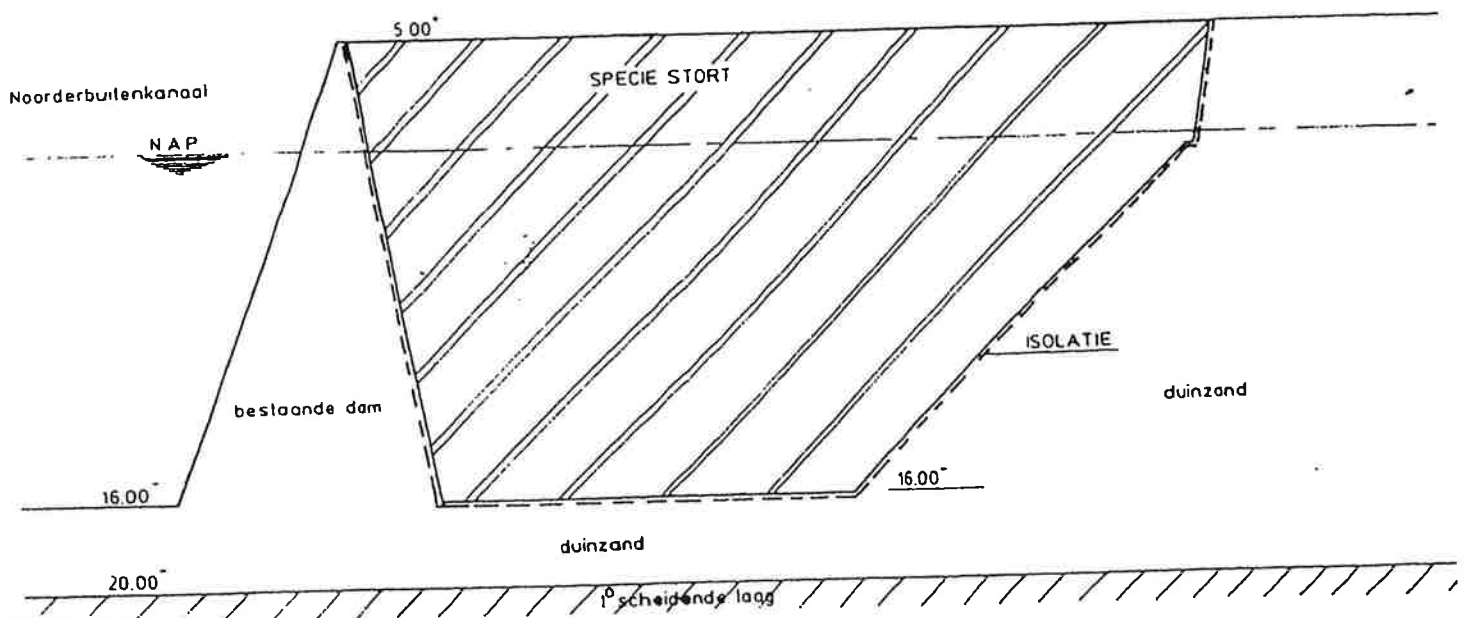 5.00⁺
SPECIE STORT
Noorderbuitenkanaal
NAP
ISOLATIE
duinzand
bestaande dam
16.00⁻
16.00⁻
duinzand
20.00⁻
1º scheidende laag